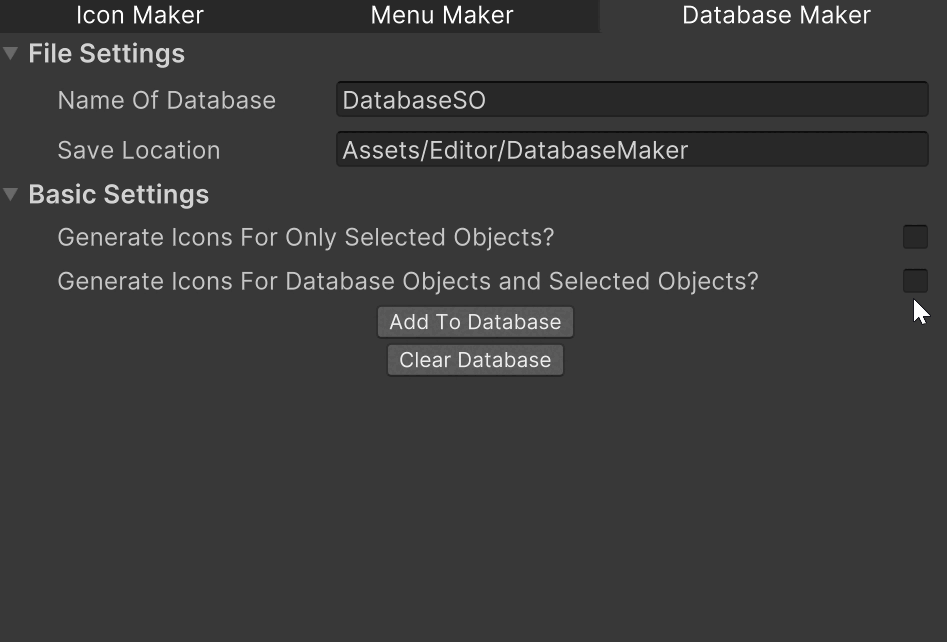 Icon Maker Menu Maker Database Maker
File Settings
Name Of Database DatabaseSO
Save Location Assets/Editor/DatabaseMaker
Basic Settings
Generate Icons For Only Selected Objects?
Generate Icons For Database Objects and Selected Objects?
Add To Database
Clear Database